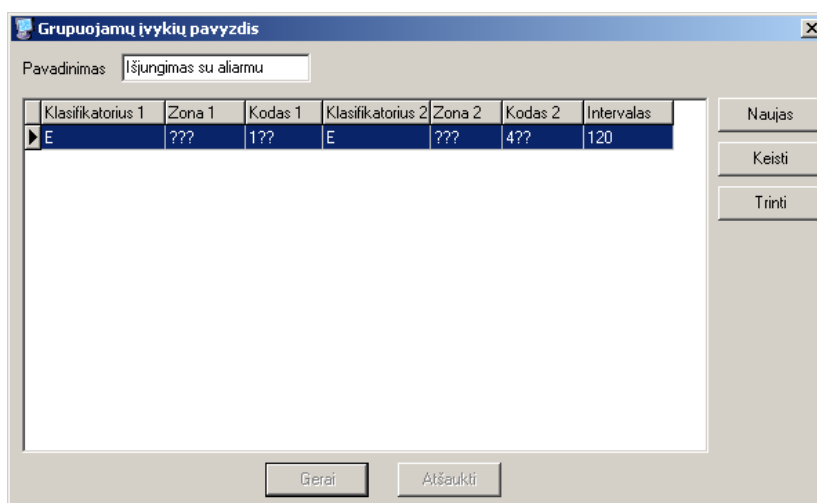 Grupuojamų įvykių pavyzdis
Pavadinimas Išjungimas su aliarmu
Klasifikatorius 1 Zona 1 Kodas 1 Klasifikatorius 2 Zona 2 Kodas 2 Intervalas
E ??? 1?? E ??? 4?? 120
Naujas
Keisti
Trinti
Gerai Atšaukti